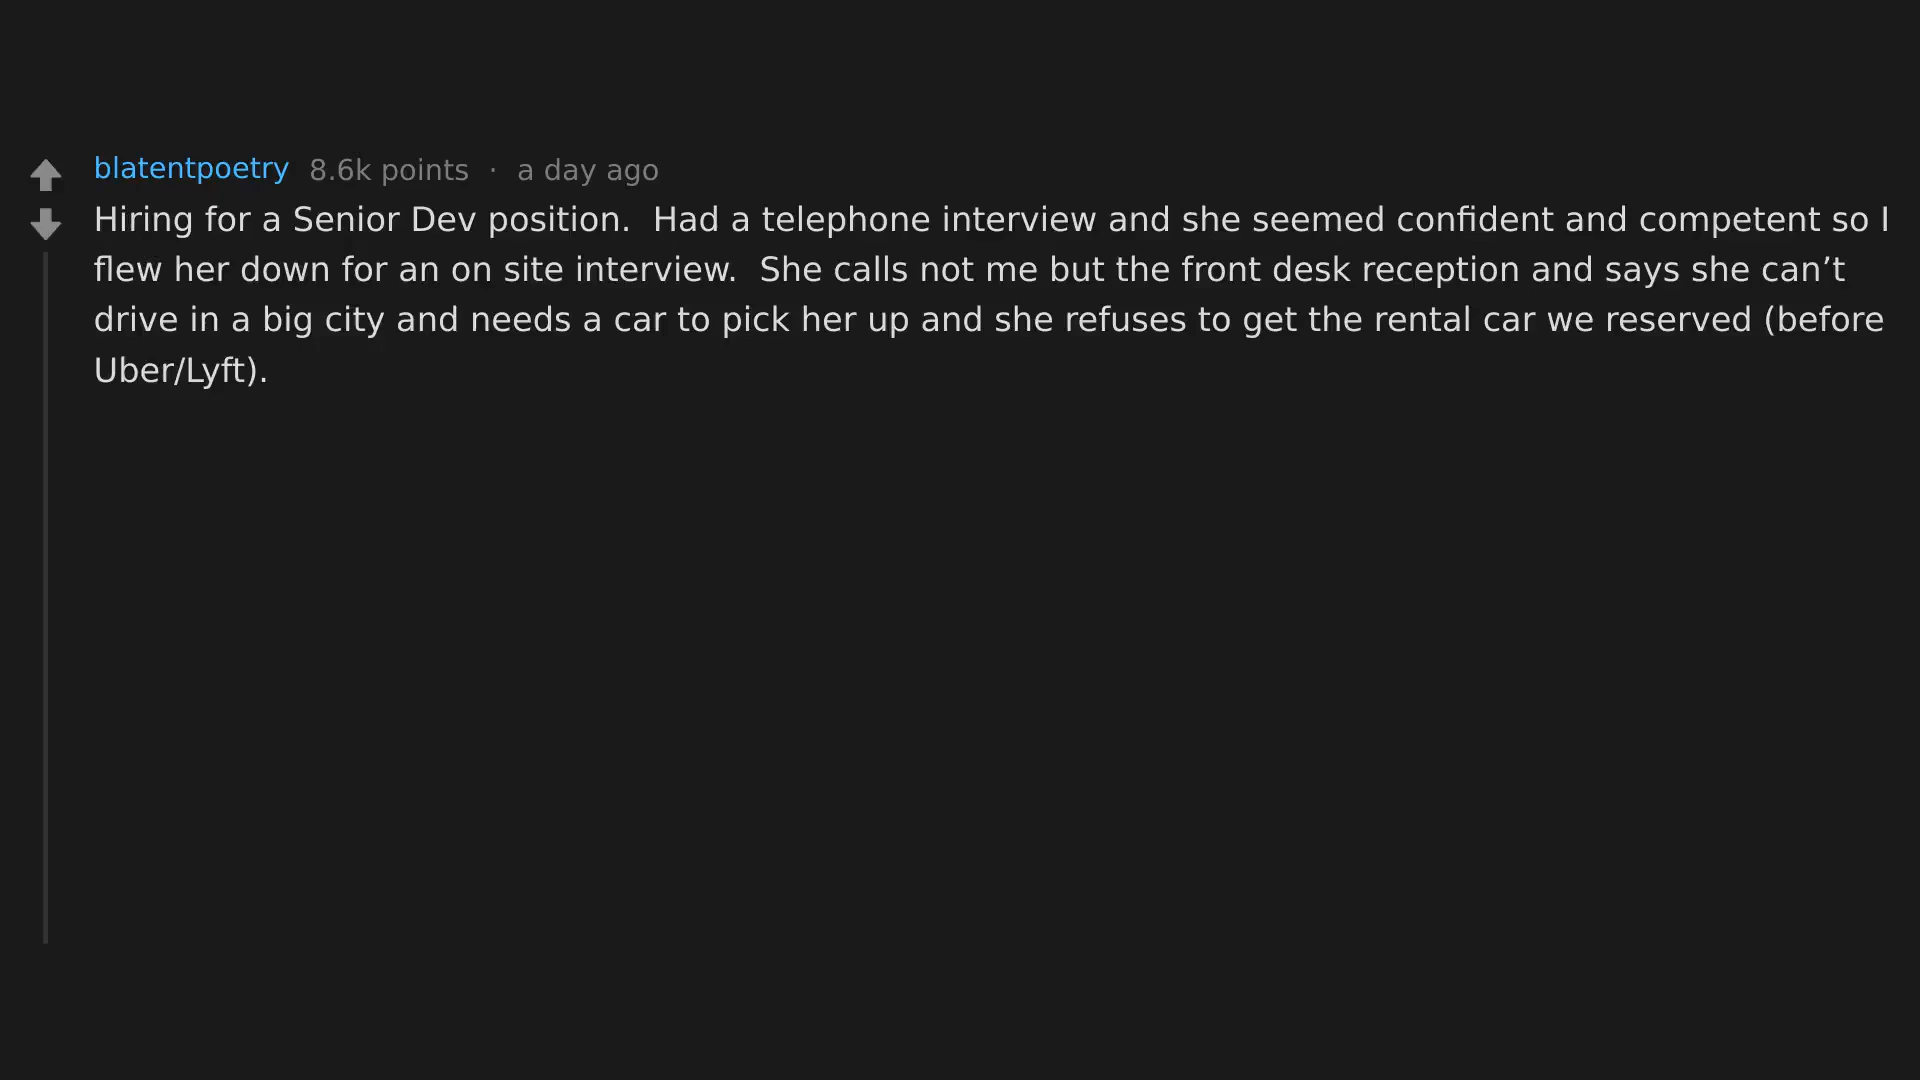 blatentpoetry 8.6k points · a day ago
Hiring for a Senior Dev position.  Had a telephone interview and she seemed confident and competent so I
flew her down for an on site interview.  She calls not me but the front desk reception and says she can’t
drive in a big city and needs a car to pick her up and she refuses to get the rental car we reserved (before
Uber/Lyft).